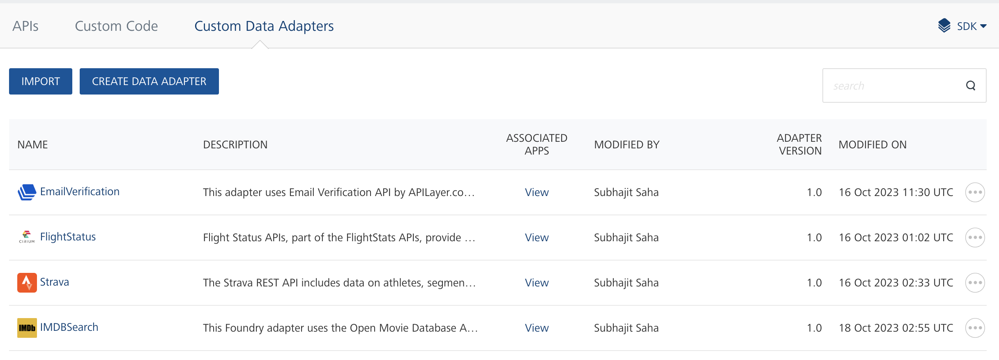 APIs Custom Code Custom Data Adapters SDK
IMPORT CREATE DATA ADAPTER search
NAME DESCRIPTION ASSOCIATED APPS MODIFIED BY ADAPTER VERSION MODIFIED ON
EmailVerification This adapter uses Email Verification API by APILayer.co... View Subhajit Saha 1.0 16 Oct 2023 11:30 UTC
CIRIUM FlightStatus Flight Status APIs, part of the FlightStats APIs, provide ... View Subhajit Saha 1.0 16 Oct 2023 01:02 UTC
Strava The Strava REST API includes data on athletes, segmen... View Subhajit Saha 1.0 16 Oct 2023 02:33 UTC
IMDb IMDBSearch This Foundry adapter uses the Open Movie Database A... View Subhajit Saha 1.0 18 Oct 2023 02:55 UTC